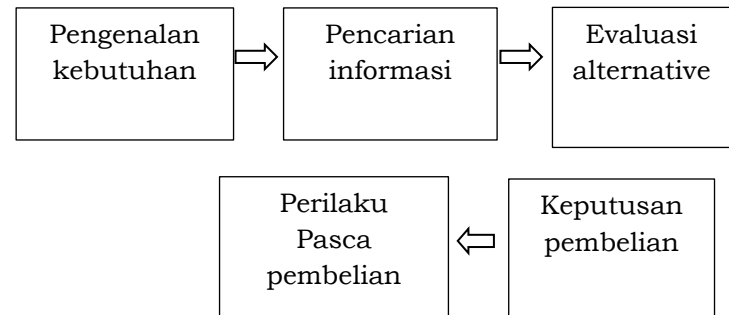 Pengenalan
kebutuhan
Pencarian
informasi
Evaluasi
alternative
Keputusan
pembelian
Perilaku
Pasca
pembelian